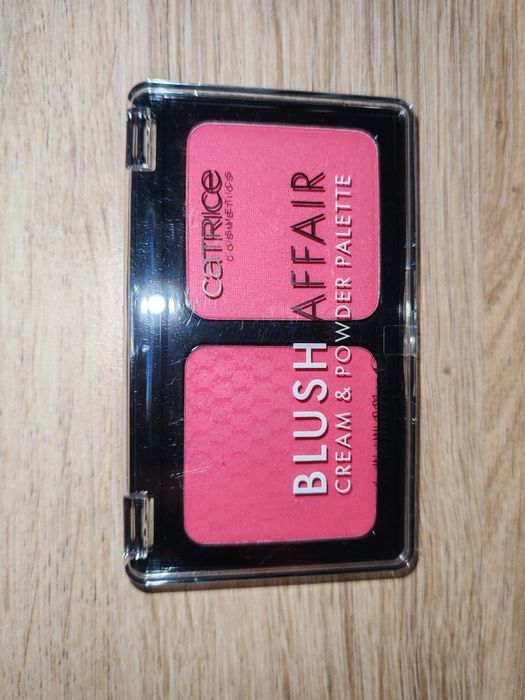 CATRICE
COSMETICS
BLUSH AFFAIR
CREAM & POWDER PALETTE